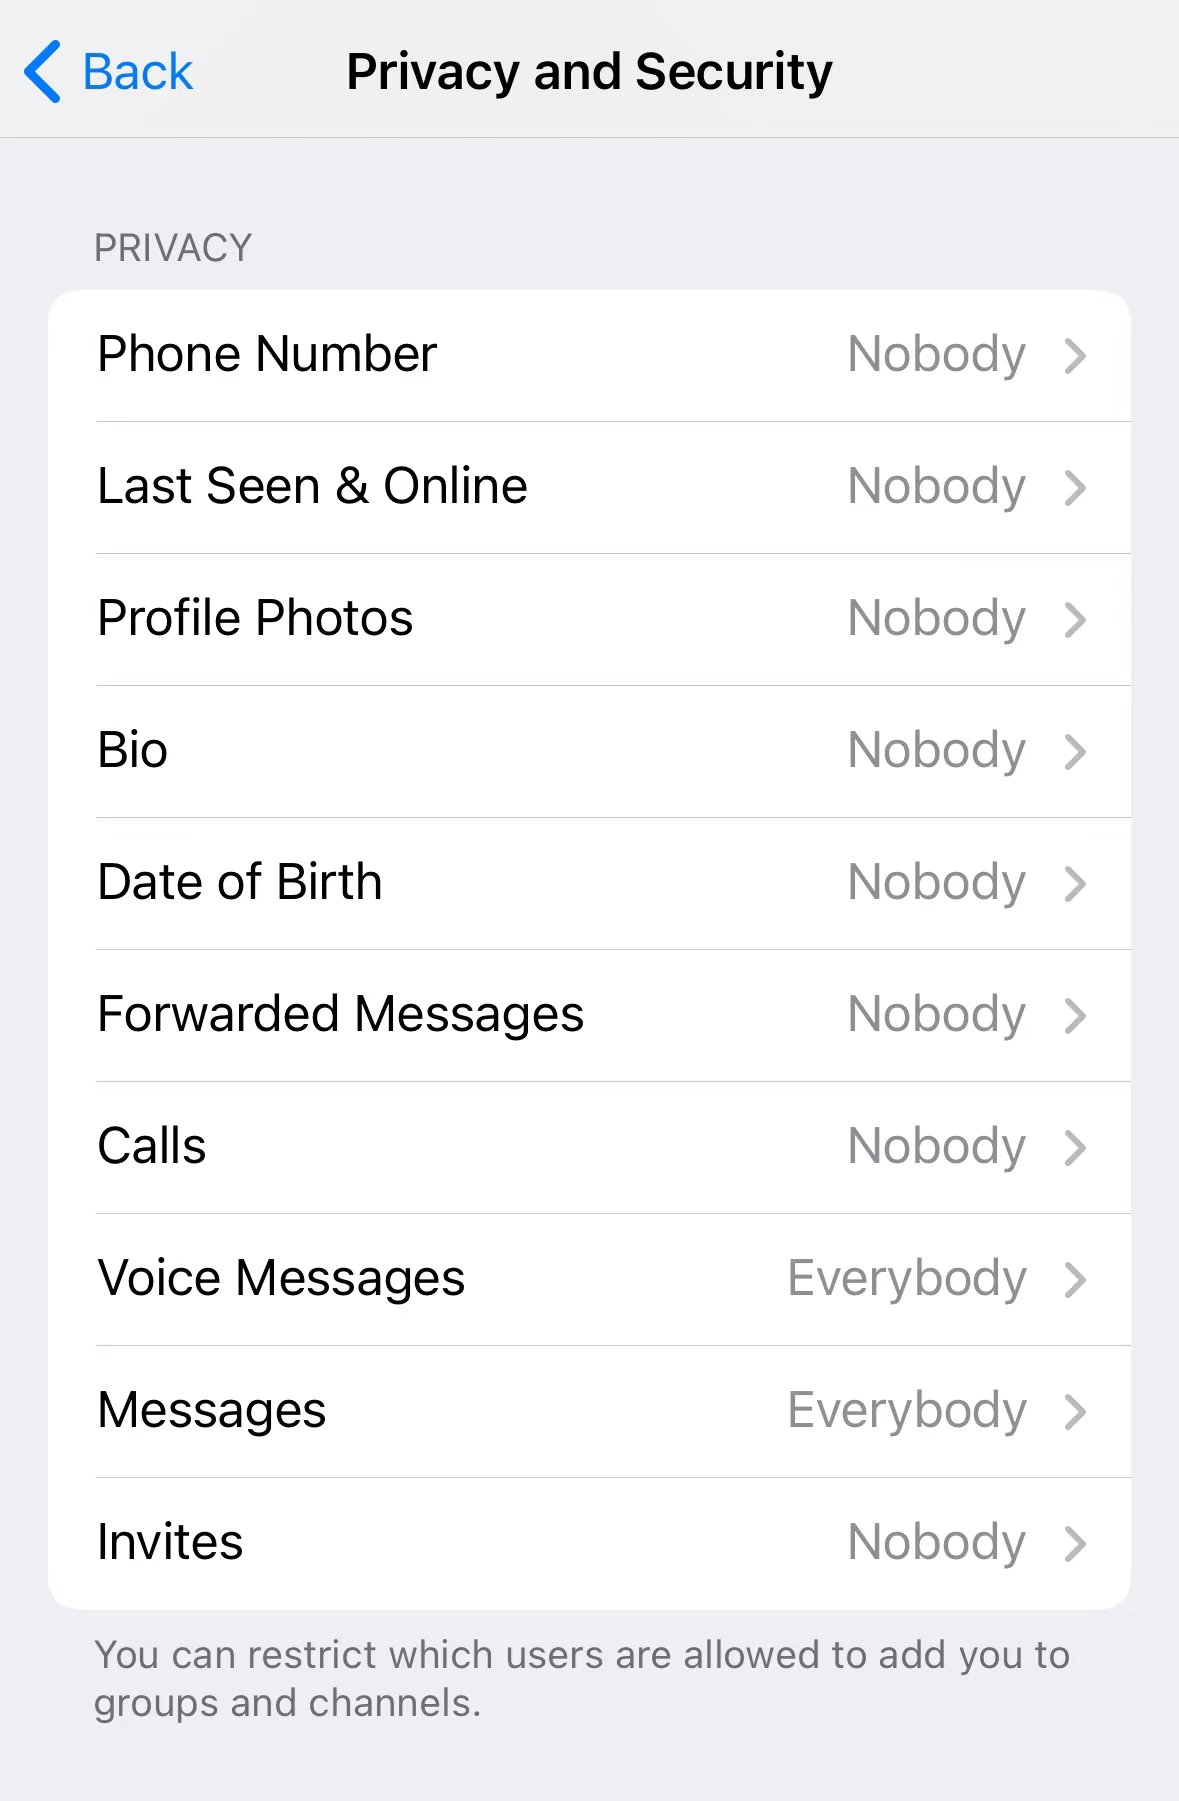 Back
Privacy and Security
PRIVACY
Phone Number Nobody
Last Seen & Online Nobody
Profile Photos Nobody
Bio Nobody
Date of Birth Nobody
Forwarded Messages Nobody
Calls Nobody
Voice Messages Everybody
Messages Everybody
Invites Nobody
You can restrict which users are allowed to add you to
groups and channels.